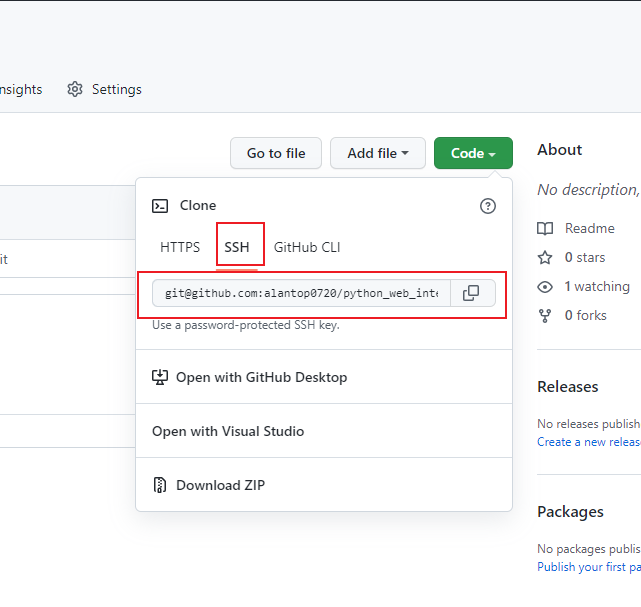 nsights Settings
Go to file Add file Code
About
No description,
Clone
HTTPS SSH GitHub CLI
git@github.com:alantop0720/python_web_inte
Use a password-protected SSH key.
Open with GitHub Desktop
Open with Visual Studio
Download ZIP
it
Readme
0 stars
1 watching
0 forks
Releases
No releases publish
Create a new releas
Packages
No packages publis
Publish your first pa